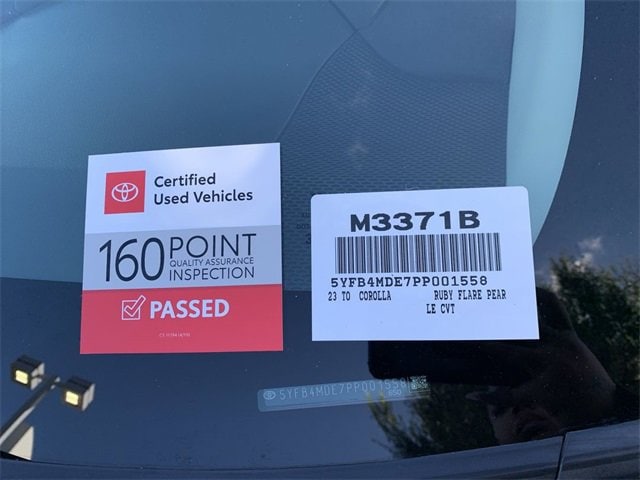 Certified
Used Vehicles
160 POINT
QUALITY ASSURANCE
INSPECTION
PASSED
M3371B
5YFB4MDE7PP001558
23 TO COROLLA RUBY FLARE PEAR
LE CVT
5YFB4MDE7PP001558